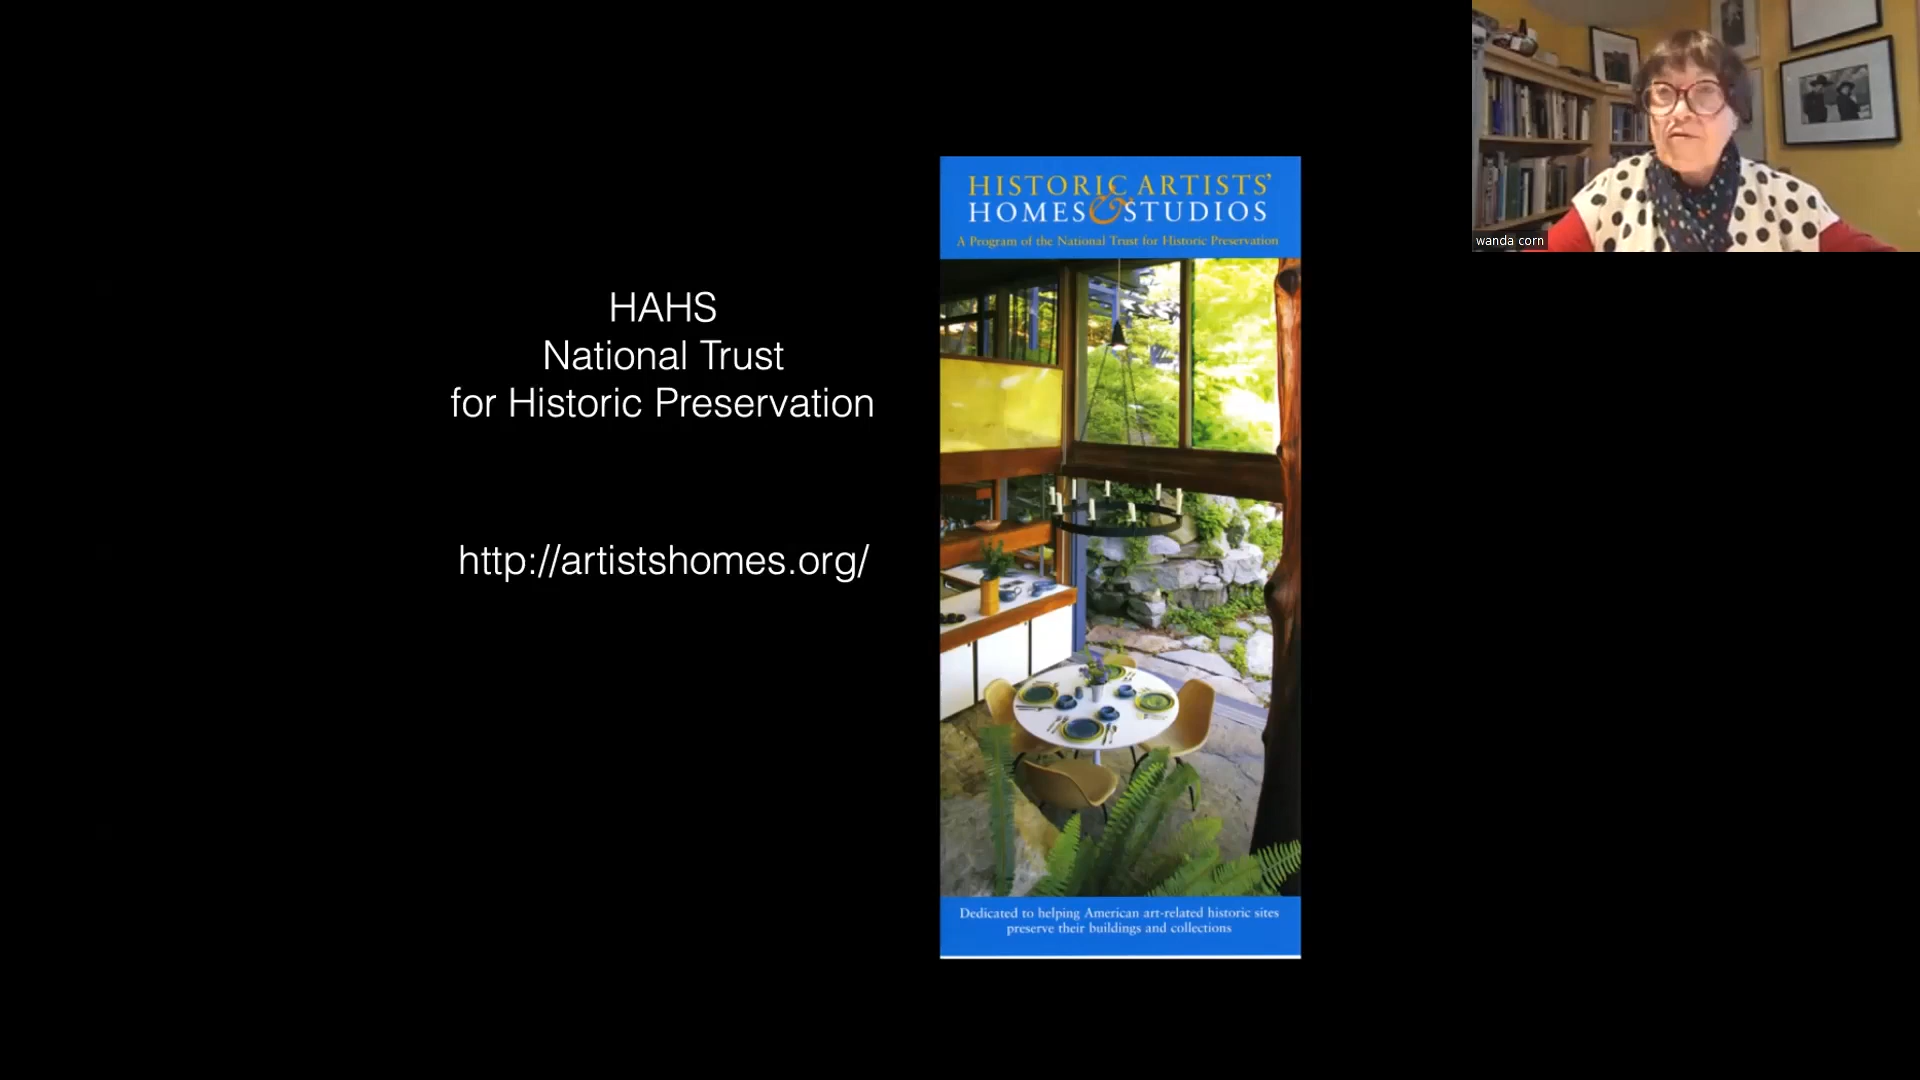 HAHS
National Trust
for Historic Preservation
http://artistshomes.org/
HISTORIC ARTISTS'
HOMES & STUDIOS
A Program of the National Trust for Historic Preservation
Dedicated to helping American art-related historic sites
preserve their buildings and collections
wanda corn